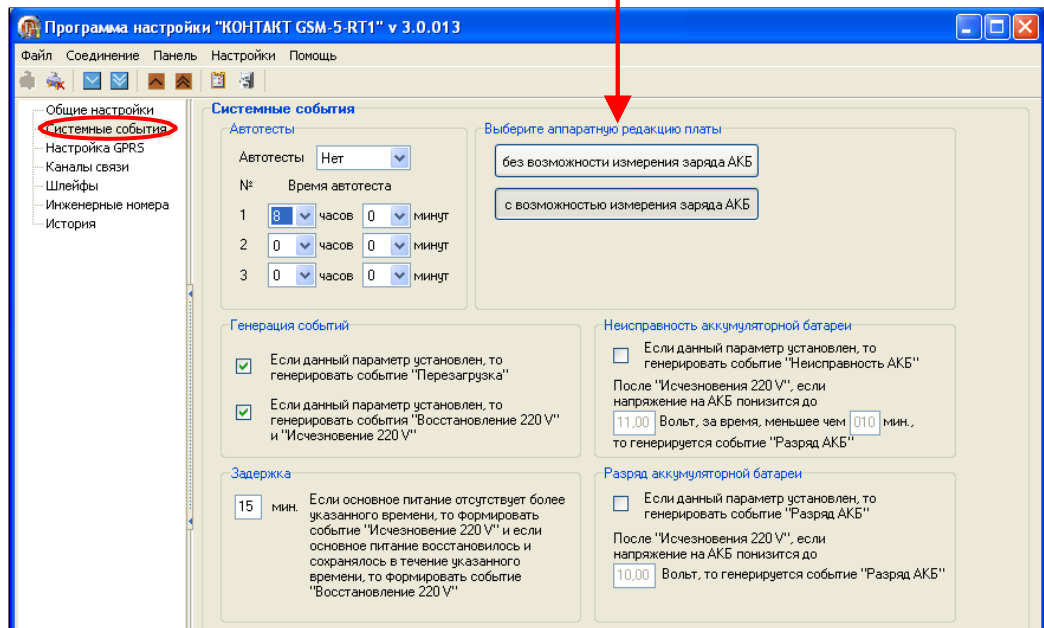 Программа настройки "КОНТАКТ GSM-5-RT1" v 3.0.013
Файл Соединение Панель Настройки Помощь
Общие настройки
Системные события
Настройка GPRS
Каналы связи
Шлейфы
Инженерные номера
История
Системные события
Автотесты
Автотесты Нет
№ Время автотеста
1 8 часов 0 минут
2 0 часов 0 минут
3 0 часов 0 минут
Выберите аппаратную редакцию платы
без возможности измерения заряда АКБ
с возможностью измерения заряда АКБ
Генерация событий
Если данный параметр установлен, то
генерировать событие "Перезагрузка"
Если данный параметр установлен, то
генерировать события "Восстановление 220 V"
и "Исчезновение 220 V"
Неисправность аккумуляторной батареи
Если данный параметр установлен, то
генерировать событие "Неисправность АКБ"
После "Исчезновения 220 V", если
напряжение на АКБ понизится до
11,00 Вольт, за время, меньшее чем 010 мин.,
то генерируется событие "Разряд АКБ"
Задержка
15 мин. Если основное питание отсутствует более
указанного времени, то формировать
событие "Исчезновение 220 V" и если
основное питание восстановилось и
сохранялось в течение указанного
времени, то формировать событие
"Восстановление 220 V"
Разряд аккумуляторной батареи
Если данный параметр установлен, то
генерировать событие "Разряд АКБ"
После "Исчезновения 220 V", если
напряжение на АКБ понизится до
10,00 Вольт, то генерируется событие "Разряд АКБ"